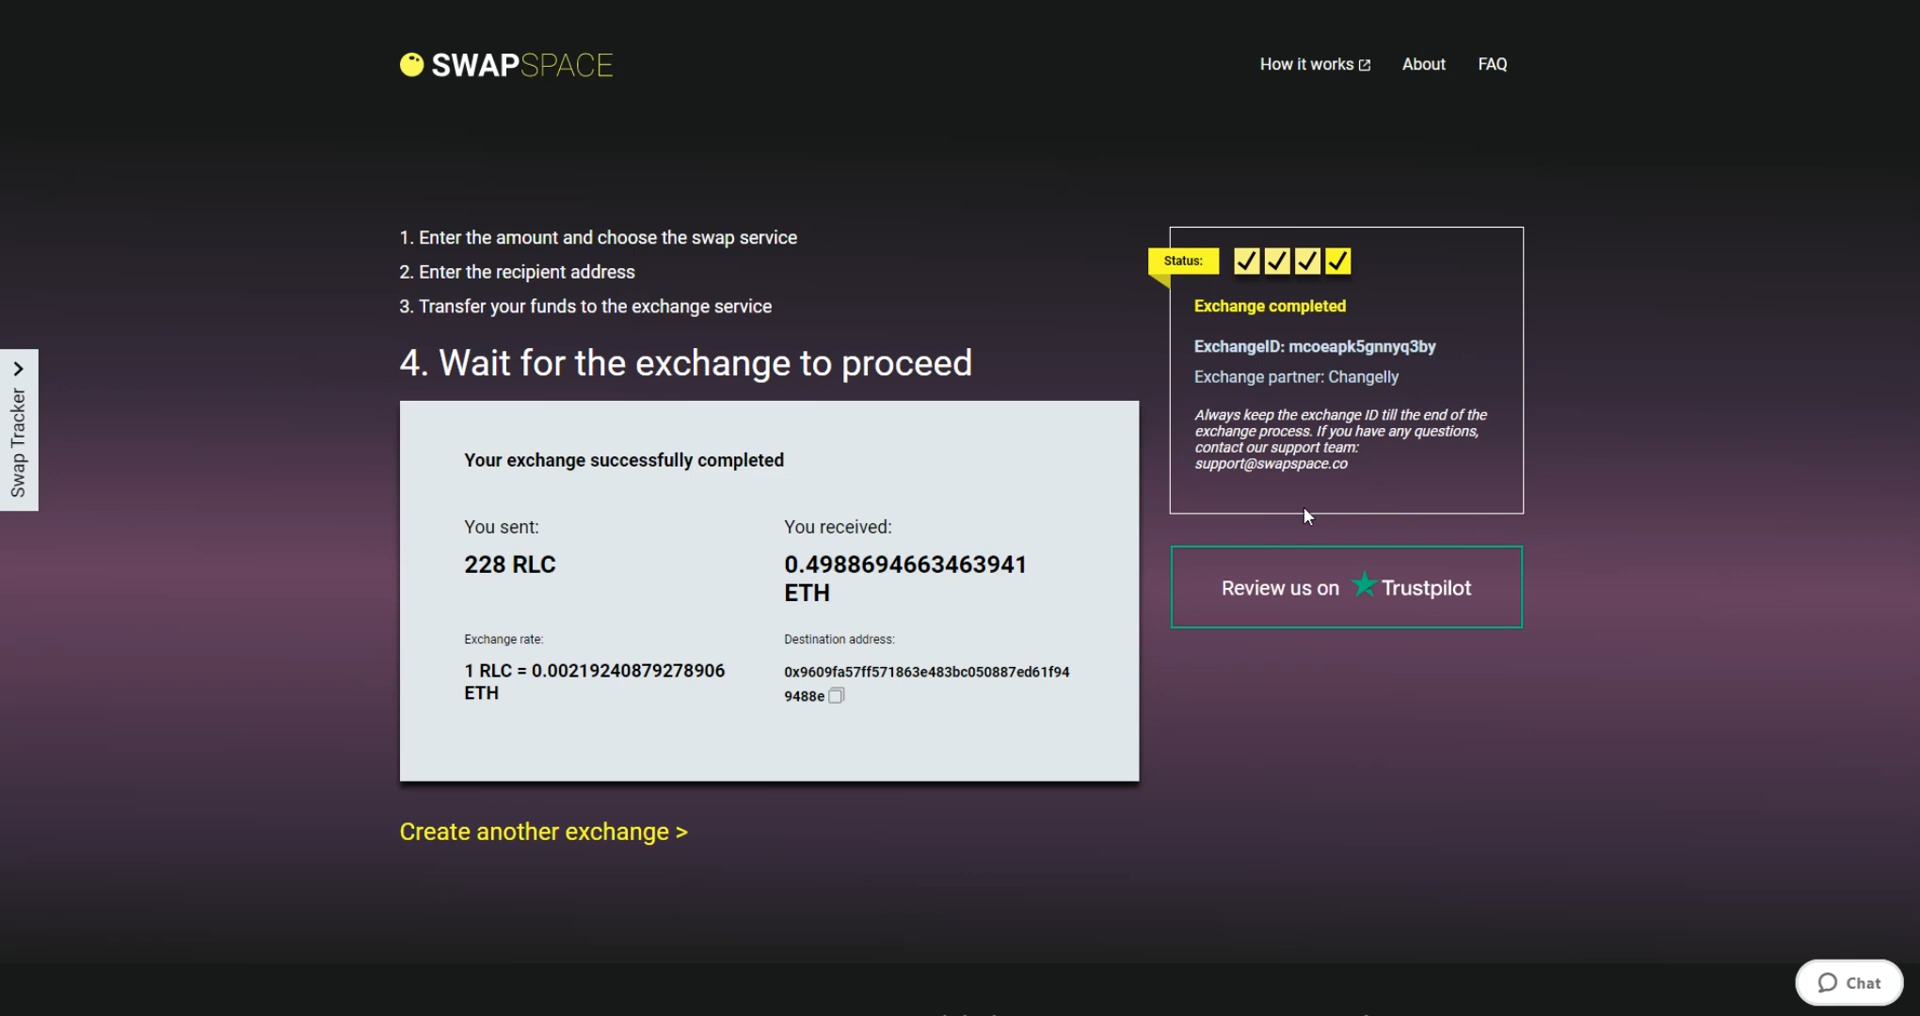 SWAPSPACE
How it works
About
FAQ
1. Enter the amount and choose the swap service
2. Enter the recipient address
3. Transfer your funds to the exchange service
4. Wait for the exchange to proceed
Swap Tracker
Your exchange successfully completed
You sent:
228 RLC
You received:
0.4988694663463941
ETH
Exchange rate:
1 RLC = 0.00219240879278906
ETH
Destination address:
0x9609fa57ff571863e483bc050887ed61f94
9488e
Create another exchange >
Status:
Exchange completed
ExchangeID: mcoeapk5gnnyq3by
Exchange partner: Changelly
Always keep the exchange ID till the end of the
exchange process. If you have any questions,
contact our support team:
support@swapspace.co
Review us on Trustpilot
Chat